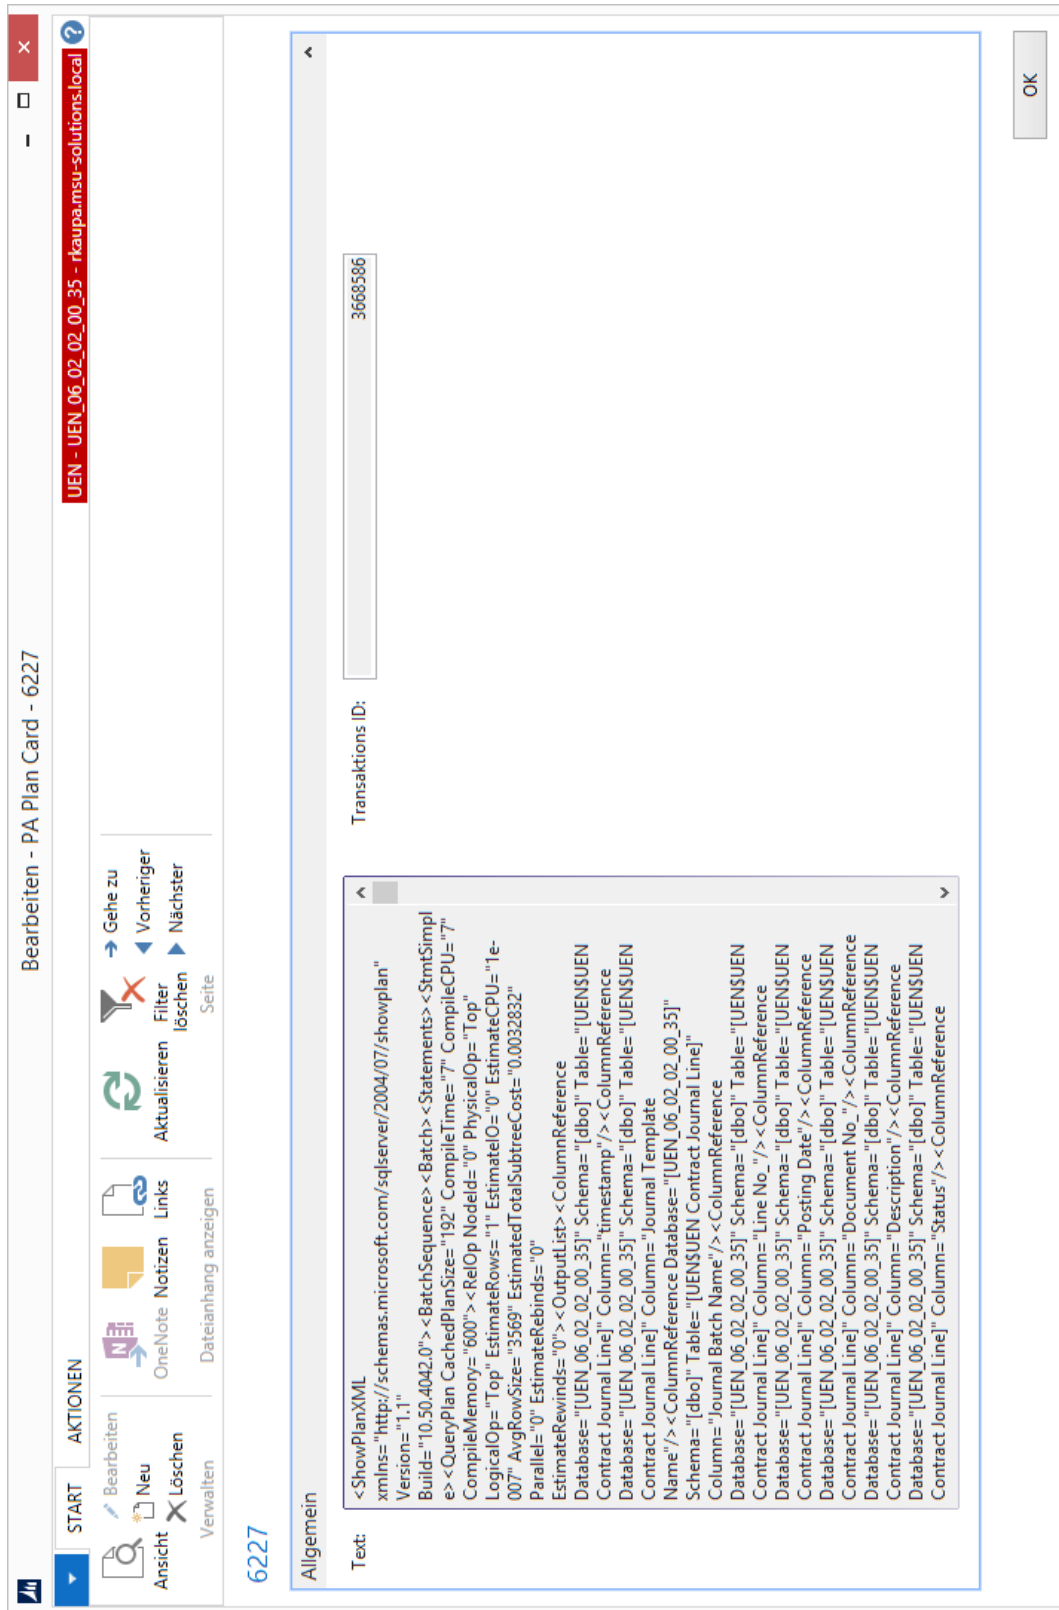 Bearbeiten - PA Plan Card - 6227
START
AKTIONEN
UEN - UEN_06_02_02_00_35 - rkaupa.msu-solutions.local
Ansicht
Bearbeiten
Neu
Löschen
Verwalten
OneNote
Notizen
Links
Dateianhang anzeigen
Aktualisieren
Filter
löschen
Gehe zu
Vorheriger
Nächster
Seite
6227
Allgemein
Text:
<ShowPlanXML
xmlns="http://schemas.microsoft.com/sqlserver/2004/07/showplan"
Version="1.1"
Build="10.50.4042.0"><BatchSequence><Batch><Statements><StmtSimpl
e><QueryPlan CachedPlanSize="192" CompileTime="7" CompileCPU="7"
CompileMemory="600"><RelOp NodeId="0" PhysicalOp="Top"
LogicalOp="Top" EstimateRows="1" EstimateIO="0" EstimateCPU="1e-
007" AvgRowSize="3569" EstimatedTotalSubtreeCost="0.0032832"
Parallel="0" EstimateRebinds="0"
EstimateRewinds="0"><OutputList><ColumnReference
Database="[UEN_06_02_02_00_35]" Schema="[dbo]" Table="[UEN$UEN
Contract Journal Line]" Column="timestamp"/><ColumnReference
Database="[UEN_06_02_02_00_35]" Schema="[dbo]" Table="[UEN$UEN
Contract Journal Line]" Column="Journal Template
Name"/><ColumnReference Database="[UEN_06_02_02_00_35]"
Schema="[dbo]" Table="[UEN$UEN Contract Journal Line]"
Column="Journal Batch Name"/><ColumnReference
Database="[UEN_06_02_02_00_35]" Schema="[dbo]" Table="[UEN$UEN
Contract Journal Line]" Column="Line No_"/><ColumnReference
Database="[UEN_06_02_02_00_35]" Schema="[dbo]" Table="[UEN$UEN
Contract Journal Line]" Column="Posting Date"/><ColumnReference
Database="[UEN_06_02_02_00_35]" Schema="[dbo]" Table="[UEN$UEN
Contract Journal Line]" Column="Document No_"/><ColumnReference
Database="[UEN_06_02_02_00_35]" Schema="[dbo]" Table="[UEN$UEN
Contract Journal Line]" Column="Description"/><ColumnReference
Database="[UEN_06_02_02_00_35]" Schema="[dbo]" Table="[UEN$UEN
Contract Journal Line]" Column="Status"/><ColumnReference
Transaktions ID:
3668586
OK